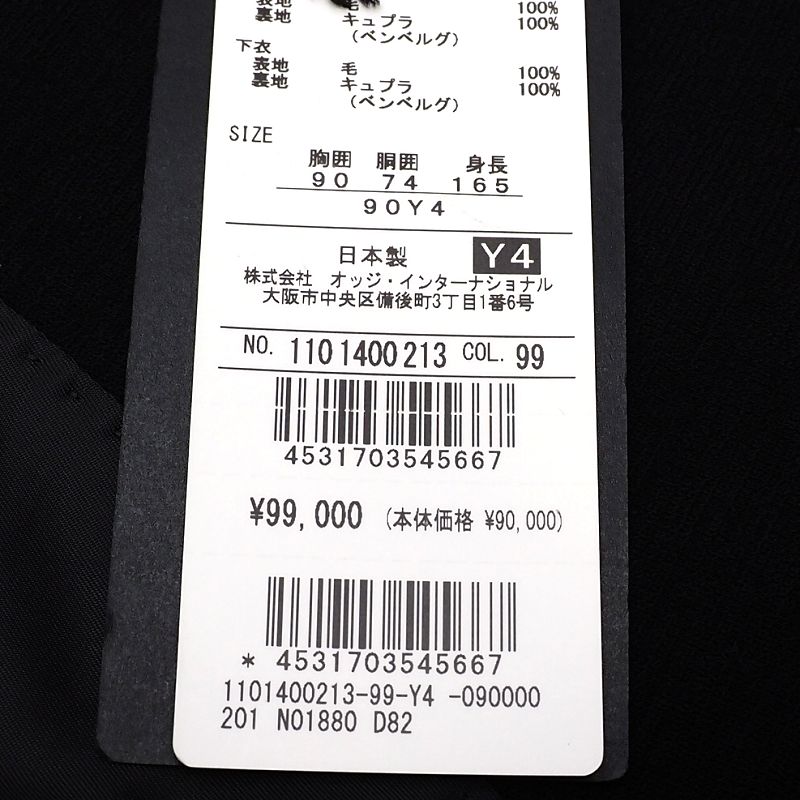 表地 毛 100%
裏地 キュプラ 100%
（ベンベルグ）
下衣
表地 毛 100%
裏地 キュプラ 100%
（ベンベルグ）
SIZE
胸囲 胴囲 身長
90 74 165
90Y4
日本製 Y4
株式会社 オッジ・インターナショナル
大阪市中央区備後町3丁目1番6号
NO. 1101400213 COL. 99
4531703545667
¥99,000 (本体価格 ¥90,000)
* 4531703545667
1101400213-99-Y4 -090000
201 N01880 D82